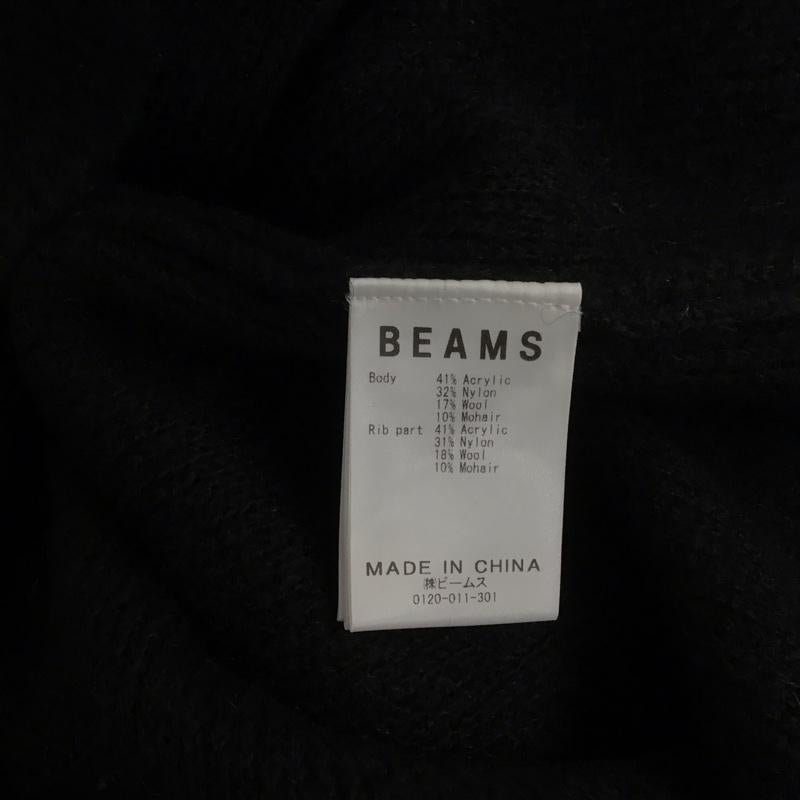 BEAMS
Body 41% Acrylic
32% Nylon
17% Wool
10% Mohair
Rib part 41% Acrylic
31% Nylon
18% Wool
10% Mohair
MADE IN CHINA
㈱ビームス
0120-011-301